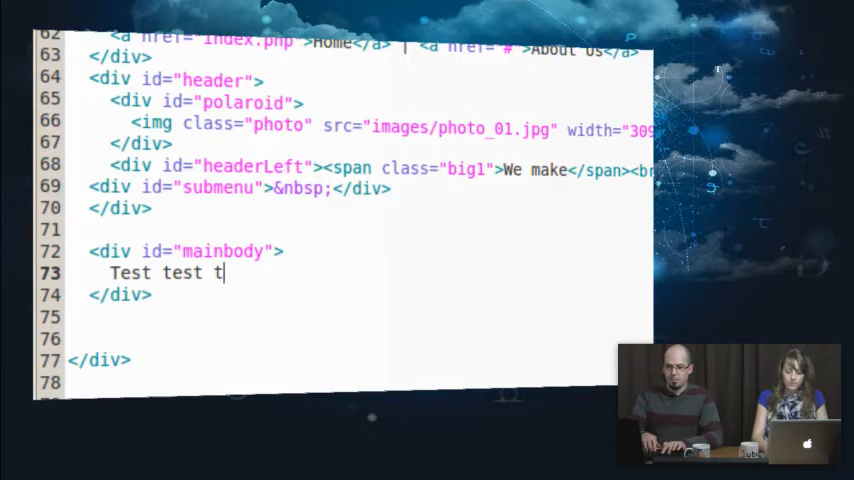 62 <a href="index.php">Home</a> | <a href="#">About Us</a>
63 </div>
64 <div id="header">
65 <div id="polaroid">
66 <img class="photo" src="images/photo_01.jpg" width="309
67 </div>
68 <div id="headerLeft"><span class="big1">We make</span><br
69 <div id="submenu">&nbsp;</div>
70 </div>
71
72 <div id="mainbody">
73 Test test t
74 </div>
75
76
77 </div>
78